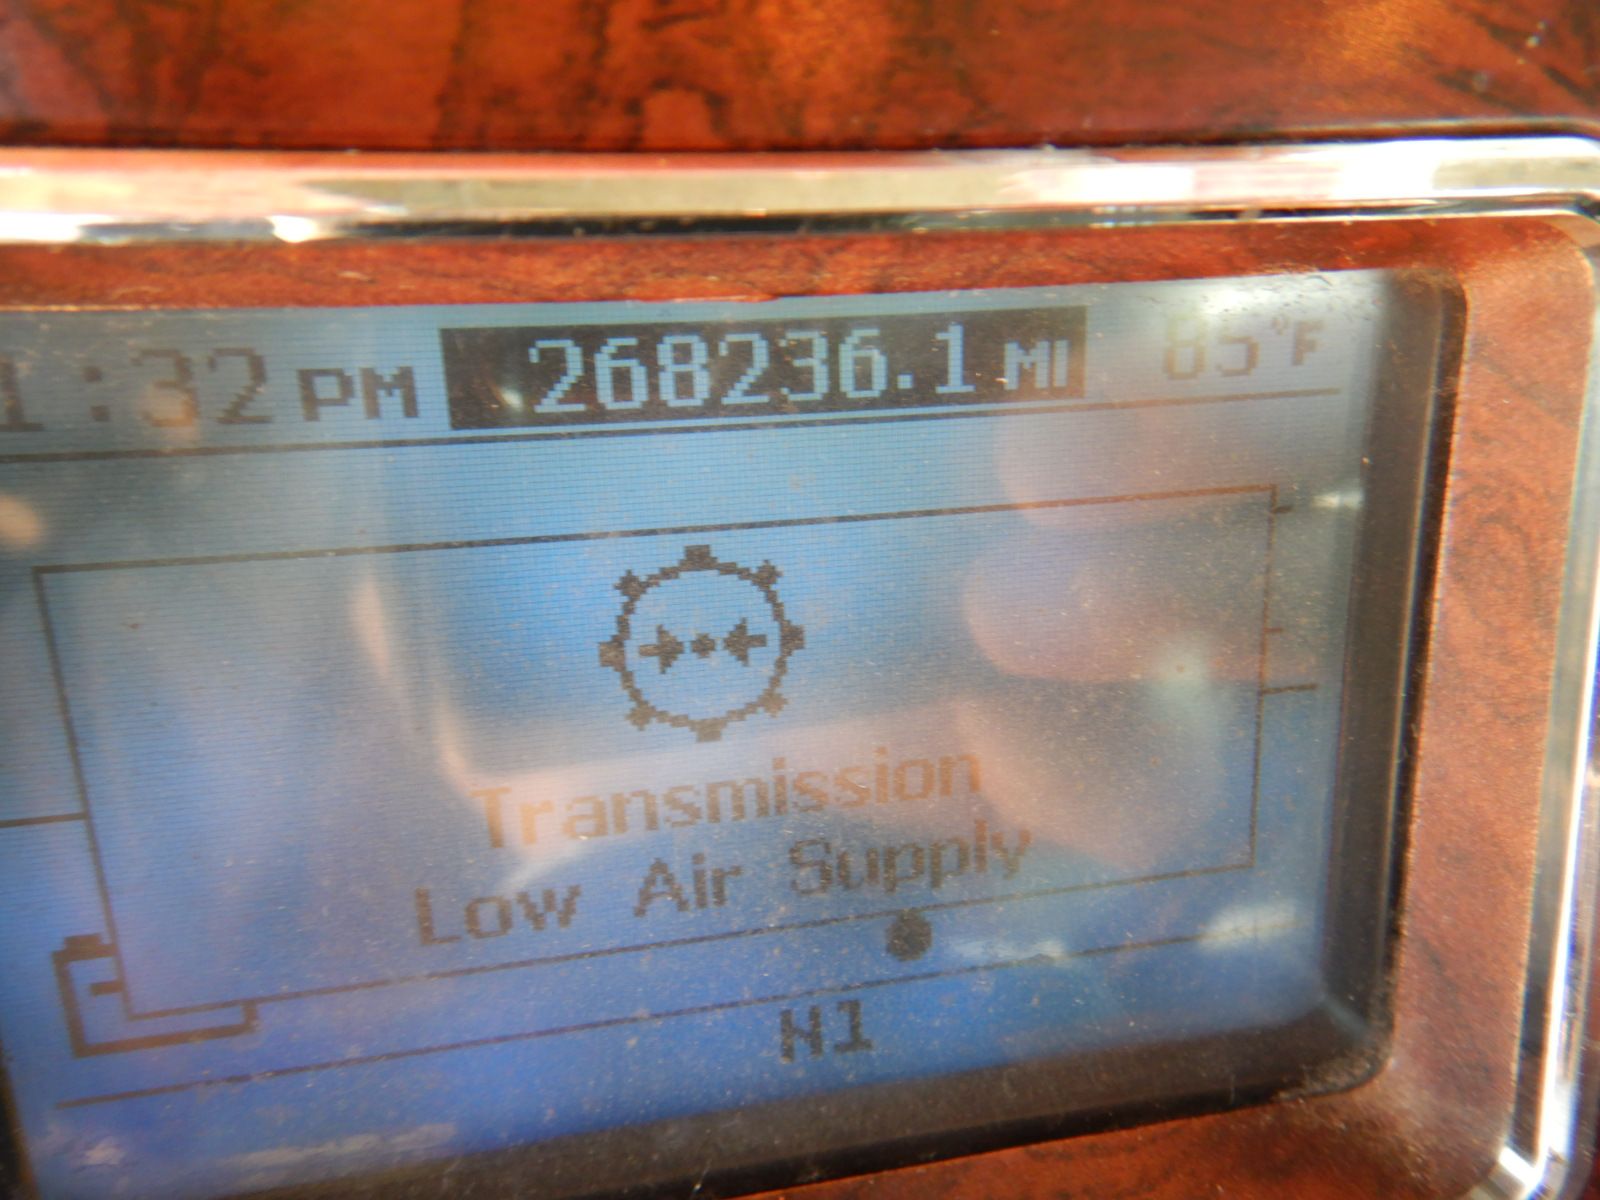 1:32 PM 268236.1 MI 85°F
Transmission
Low Air Supply
N1